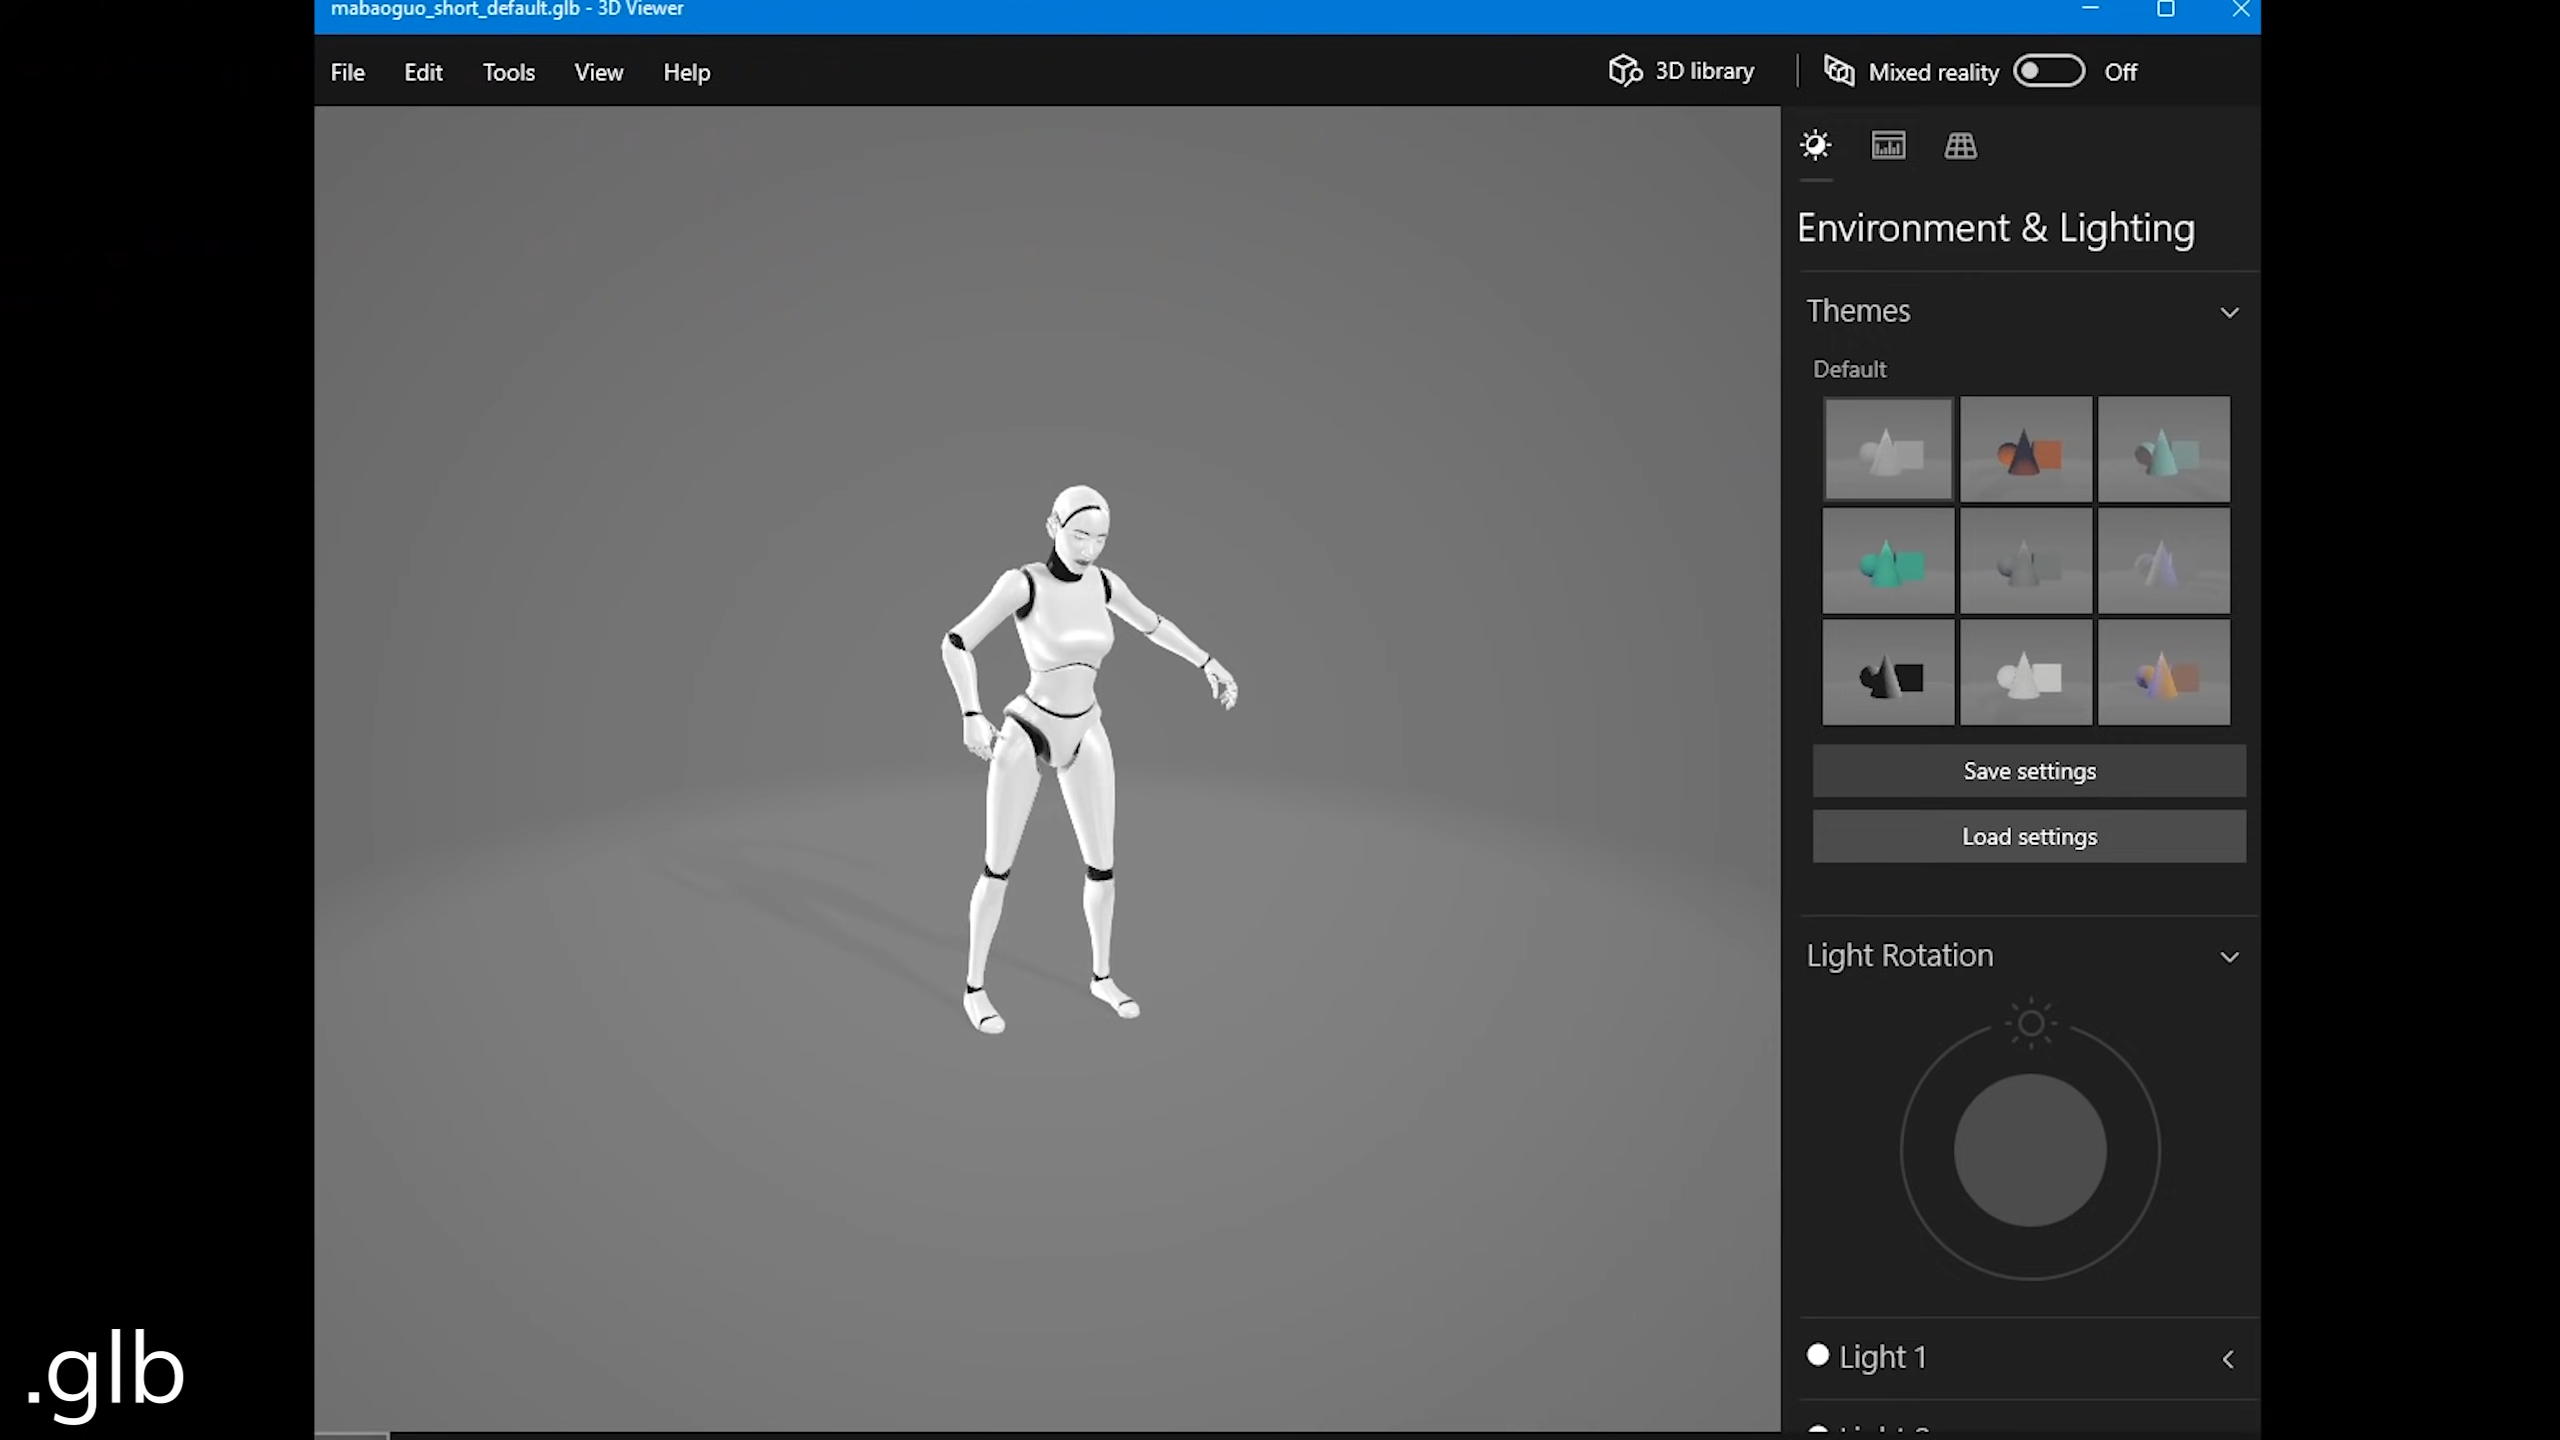 mabaoguo_short_default.glb - 3D Viewer
File Edit Tools View Help 3D library Mixed reality Off
Environment & Lighting
Themes
Default
Save settings
Load settings
Light Rotation
Light 1
.glb